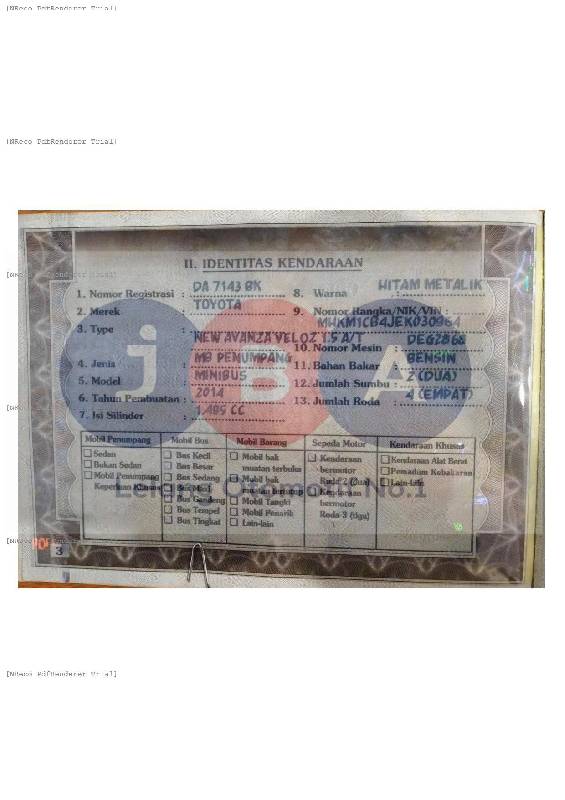 [NReco PdfRenderer Trial]
[NReco PdfRenderer Trial]
II. IDENTITAS KENDARAAN
1. Nomor Registrasi : DA 7143 BK
2. Merek : TOYOTA
3. Type : NEW AVANZA VELOZ 1.5 A/T
4. Jenis : MB PENUMPANG
5. Model : MINIBUS
6. Tahun Pembuatan : 2014
7. Isi Silinder : 1.495 CC
8. Warna : HITAM METALIK
9. Nomor Rangka/NIK/VIN :
10. Nomor Mesin :
11. Bahan Bakar : BENSIN
12. Jumlah Sumbu : 2 (DUA)
13. Jumlah Roda : 4 (EMPAT)
jBA
Mobil Penumpang
Sedan
Bukan Sedan
Mobil Penumpang
Keperluan Khusus
Mobil Bus
Bus Kecil
Bus Besar
Bus Sedang
Bus
Bus Gandeng
Bus Tempel
Bus Tingkat
Mobil Barang
Mobil bak
muatan terbuka
Mobil bak
muatan tertutup
Mobil Tangki
Mobil Penarik
Lain-lain
Sepeda Motor
Kendaraan
bermotor
Roda 2 (dua)
Kendaraan
bermotor
Roda 3 (tiga)
Kendaraan Khusus
Kendaraan Alat Berat
Pemadam Kebakaran
Lain-Lain
Lelang Otomotif No.1
3
[NReco PdfRenderer Trial]